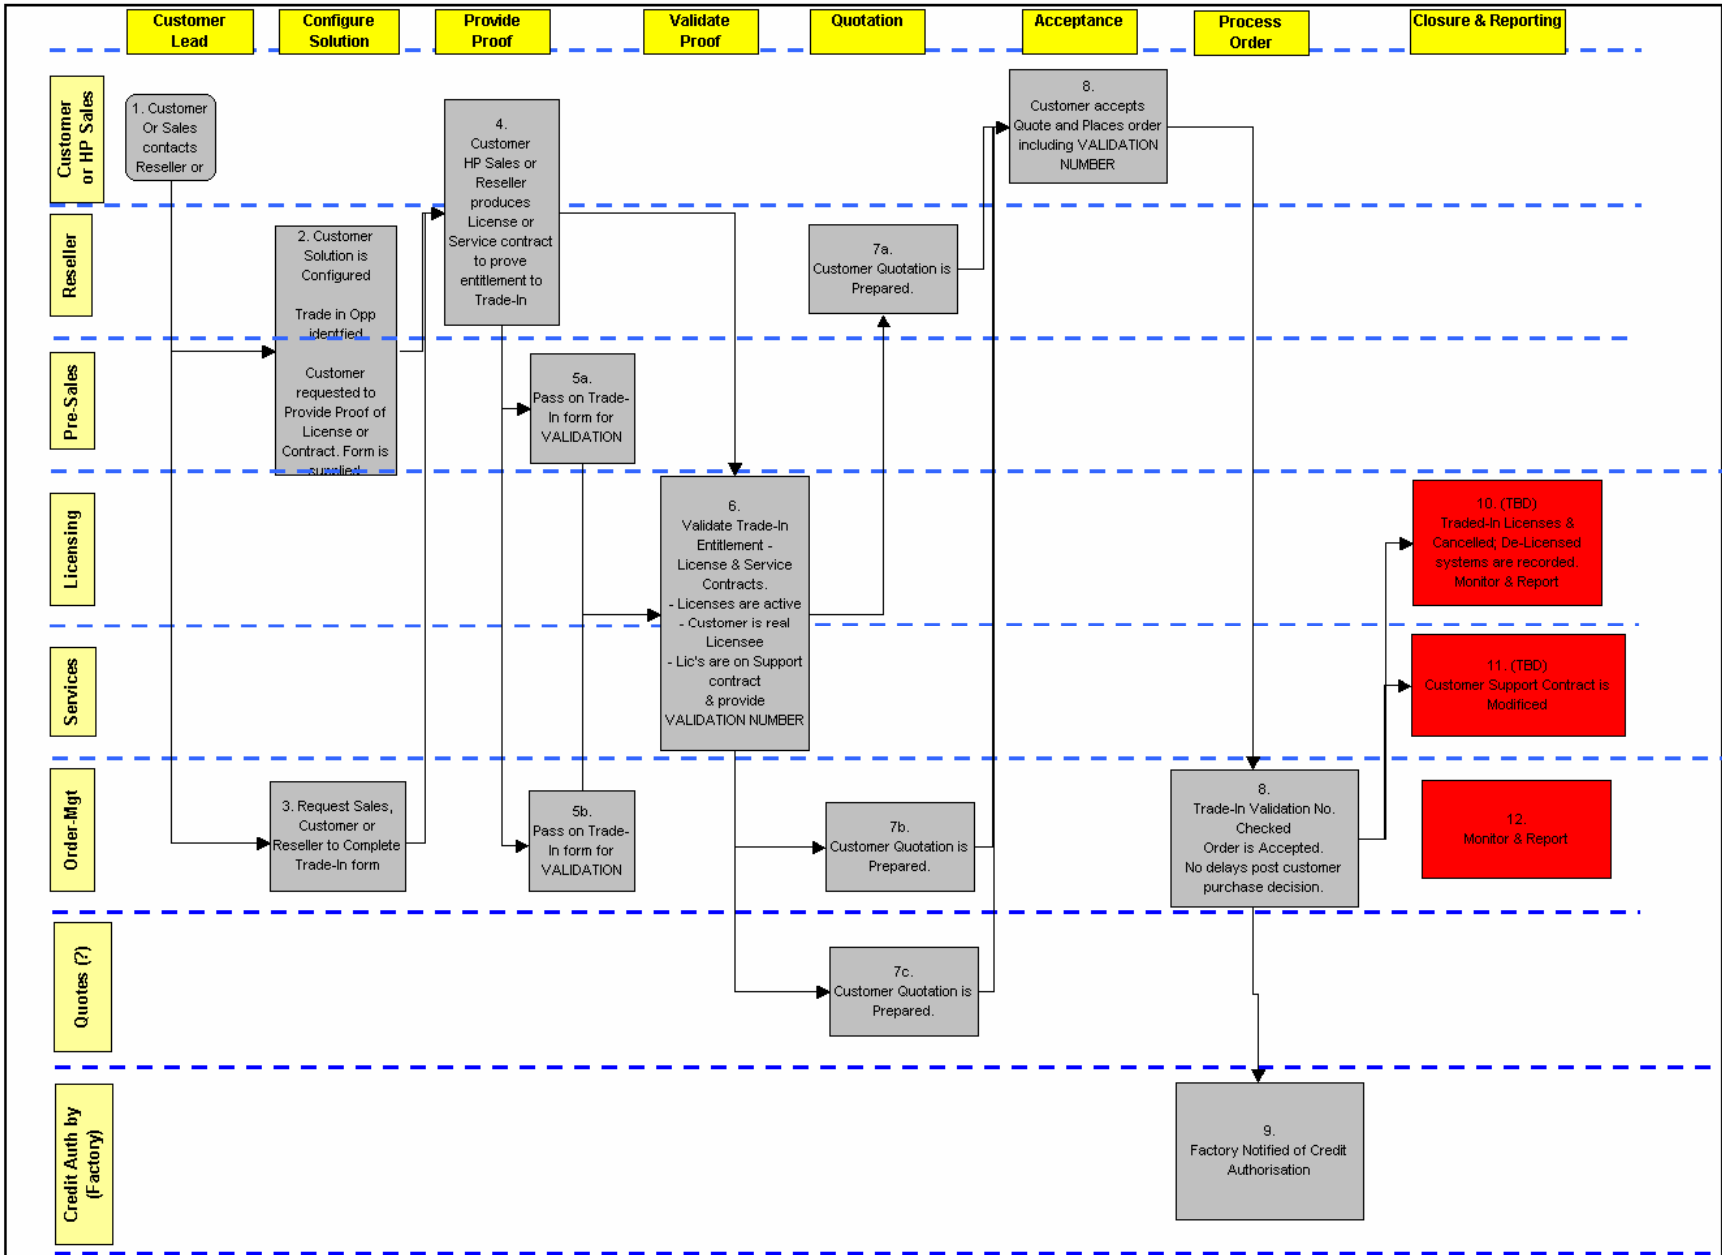 Customer
Lead
Configure
Solution
Provide
Proof
Validate
Proof
Quotation
Acceptance
Process
Order
Closure & Reporting
Customer
or HP Sales
1. Customer
Or Sales
contacts
Reseller or
4.
Customer
HP Sales or
Reseller
produces
License or
Service contract
to prove
entitlement to
Trade-In
8.
Customer accepts
Quote and Places order
including VALIDATION
NUMBER
Reseller
2. Customer
Solution is
Configured
Trade in Opp
identfied
Customer
requested to
Provide Proof of
License or
Contract. Form is
supplied
7a.
Customer Quotation is
Prepared.
Pre-Sales
5a.
Pass on Trade-
In form for
VALIDATION
Licensing
6.
Validate Trade-In
Entitlement -
License & Service
Contracts.
- Licenses are active
- Customer is real
Licensee
- Lic's are on Support
contract
& provide
VALIDATION NUMBER
10. (TBD)
Traded-In Licenses &
Cancelled; De-Licensed
systems are recorded.
Monitor & Report
Services
11. (TBD)
Customer Support Contract is
Modificed
Order-Mgt
3. Request Sales,
Customer or
Reseller to Complete
Trade-In form
5b.
Pass on Trade-
In form for
VALIDATION
7b.
Customer Quotation is
Prepared.
8.
Trade-In Validation No.
Checked
Order is Accepted.
No delays post customer
purchase decision.
12.
Monitor & Report
Quotes (?)
7c.
Customer Quotation is
Prepared.
Credit Auth by
(Factory)
9.
Factory Notified of Credit
Authorisation